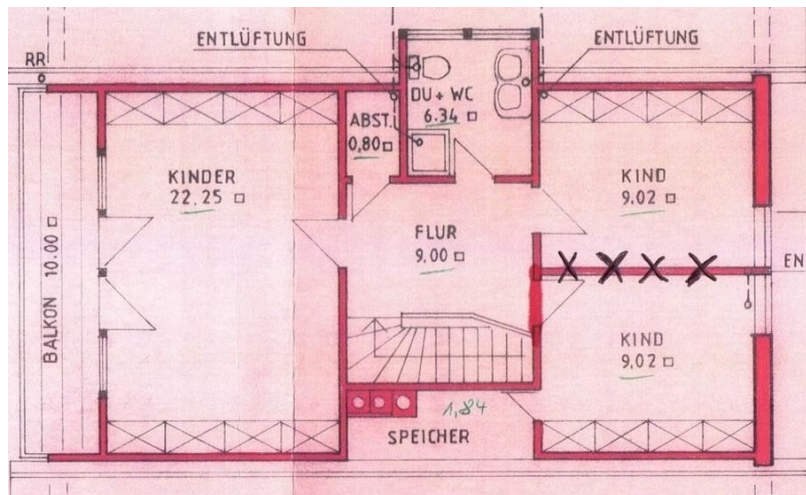 ENTLÜFTUNG
ENTLÜFTUNG
RR
DU + WC
6.34 □
ABST.
0,80 □
KINDER
22.25 □
KIND
9.02 □
FLUR
9.00 □
BALKON 10.00 □
EN
KIND
9,02 □
1,84
SPEICHER